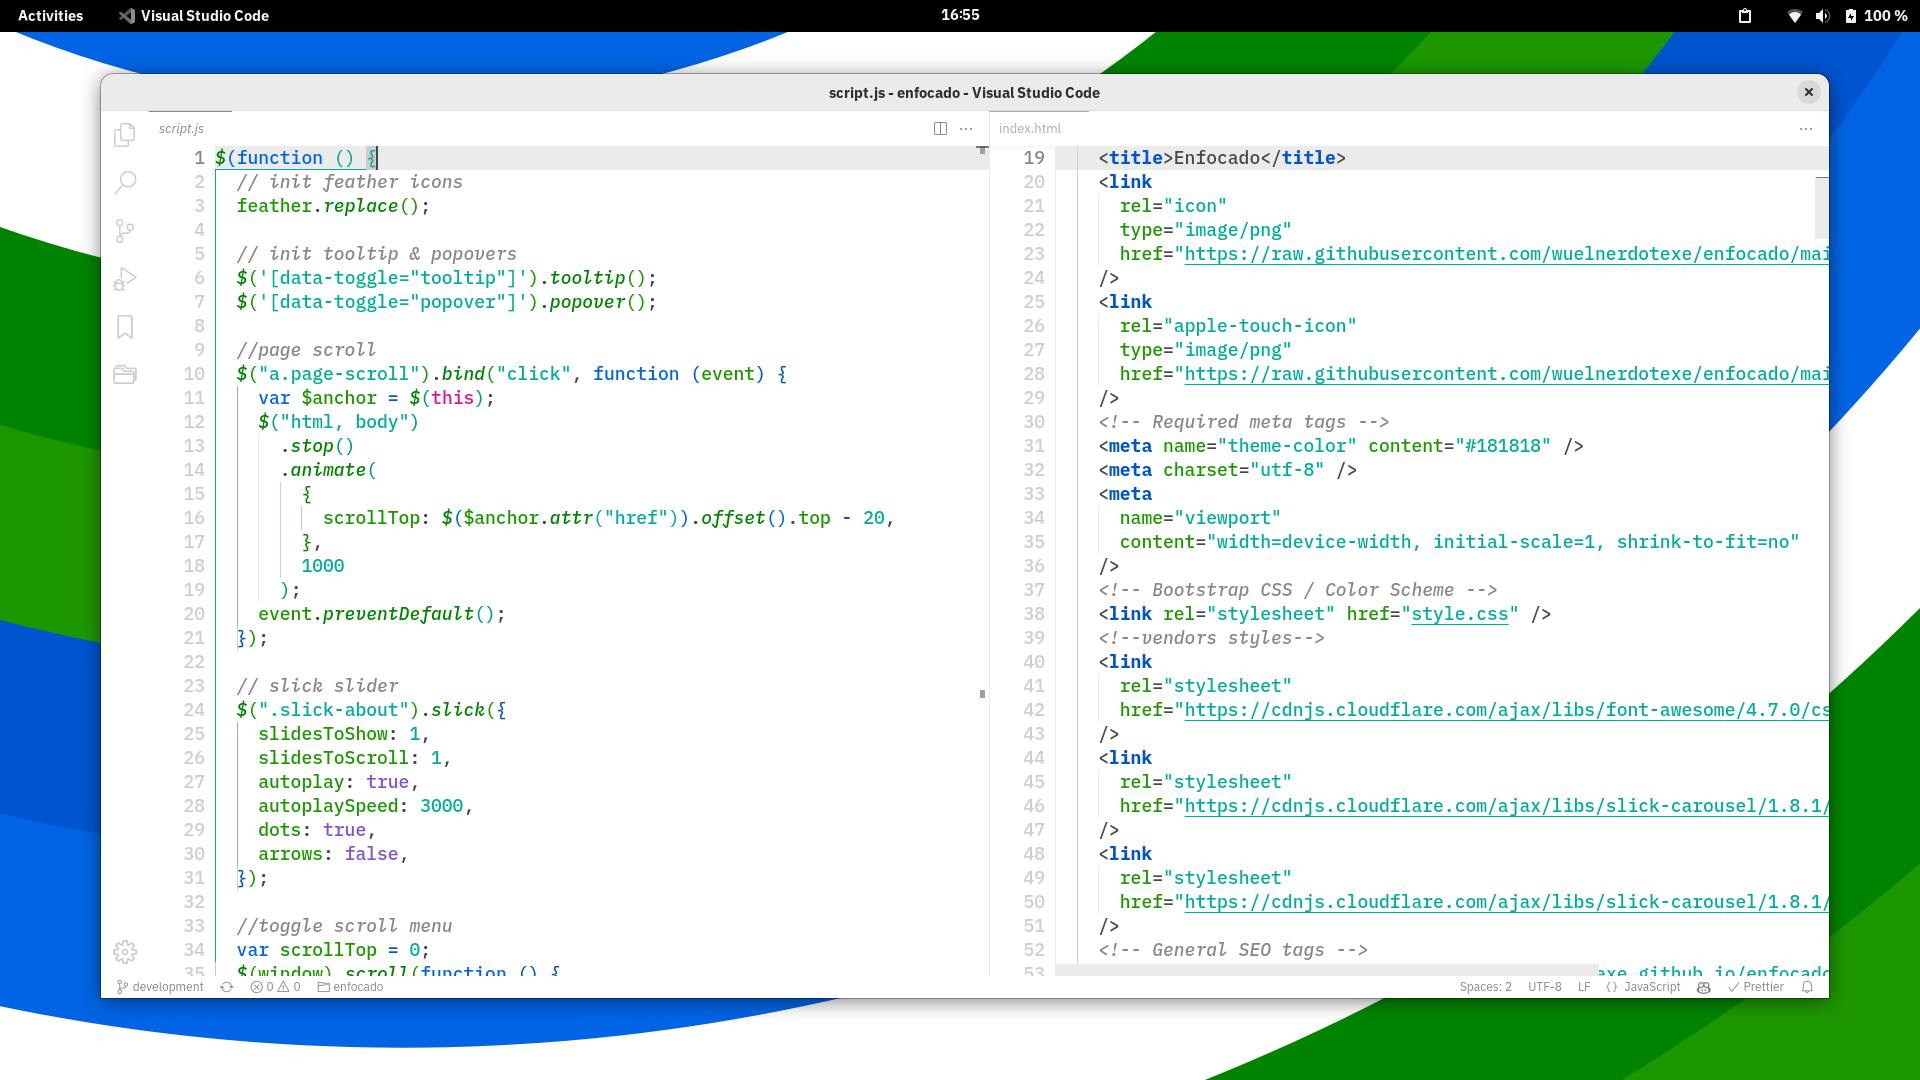 Activities
Visual Studio Code
16:55
100 %
script.js - enfocado - Visual Studio Code
script.js
1 $(function () {
2 // init feather icons
3 feather.replace();
4
5 // init tooltip & popovers
6 $('[data-toggle="tooltip"]').tooltip();
7 $('[data-toggle="popover"]').popover();
8
9 //page scroll
10 $("a.page-scroll").bind("click", function (event) {
11 var $anchor = $(this);
12 $("html, body")
13 .stop()
14 .animate(
15 {
16 scrollTop: $($anchor.attr("href")).offset().top - 20,
17 },
18 1000
19 );
20 event.preventDefault();
21 });
22
23 // slick slider
24 $(".slick-about").slick({
25 slidesToShow: 1,
26 slidesToScroll: 1,
27 autoplay: true,
28 autoplaySpeed: 3000,
29 dots: true,
30 arrows: false,
31 });
32
33 //toggle scroll menu
34 var scrollTop = 0;
35 $(window).scroll(function () {
index.html
19 <title>Enfocado</title>
20 <link
21 rel="icon"
22 type="image/png"
23 href="https://raw.githubusercontent.com/wuelnerdotexe/enfocado/mai
24 />
25 <link
26 rel="apple-touch-icon"
27 type="image/png"
28 href="https://raw.githubusercontent.com/wuelnerdotexe/enfocado/mai
29 />
30 <!-- Required meta tags -->
31 <meta name="theme-color" content="#181818" />
32 <meta charset="utf-8" />
33 <meta
34 name="viewport"
35 content="width=device-width, initial-scale=1, shrink-to-fit=no"
36 />
37 <!-- Bootstrap CSS / Color Scheme -->
38 <link rel="stylesheet" href="style.css" />
39 <!--vendors styles-->
40 <link
41 rel="stylesheet"
42 href="https://cdnjs.cloudflare.com/ajax/libs/font-awesome/4.7.0/cs
43 />
44 <link
45 rel="stylesheet"
46 href="https://cdnjs.cloudflare.com/ajax/libs/slick-carousel/1.8.1/
47 />
48 <link
49 rel="stylesheet"
50 href="https://cdnjs.cloudflare.com/ajax/libs/slick-carousel/1.8.1/
51 />
52 <!-- General SEO tags -->
53 exe.github.io/enfocado
development
0 0
enfocado
Spaces: 2
UTF-8
LF
{} JavaScript
Prettier